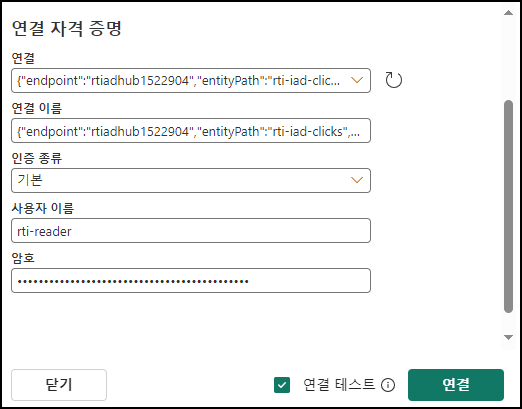 연결 자격 증명
연결
{"endpoint":"rtiadhub1522904","entityPath":"rti-iad-clic...
연결 이름
{"endpoint":"rtiadhub1522904","entityPath":"rti-iad-clicks",...
인증 종류
기본
사용자 이름
rti-reader
암호
••••••••••••••••••••••••••••••••••••••••••••
닫기
연결 테스트
연결